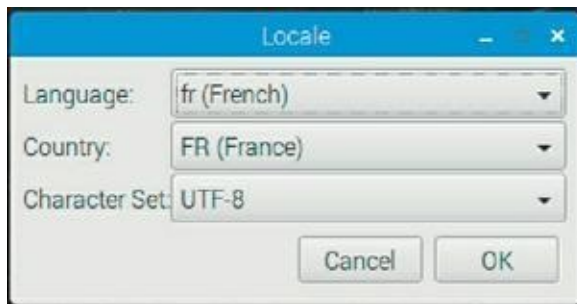 Locale
Language: fr (French)
Country: FR (France)
Character Set: UTF-8
Cancel OK